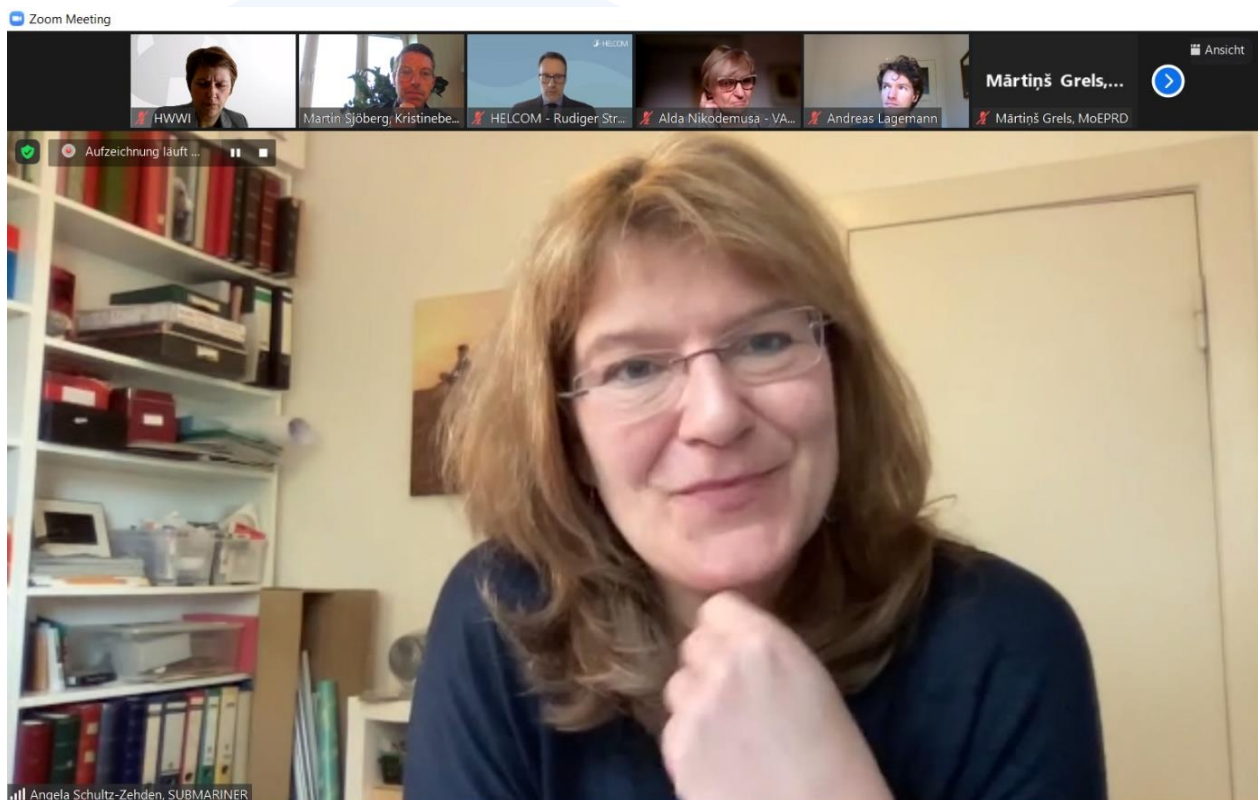 Zoom Meeting
HELCOM
Ansicht
Mārtiņš Grels,...
HWWI
Martin Sjöberg, Kristinebe...
HELCOM - Rudiger Str...
Alda Nikodemusa - VA...
Andreas Lagemann
Mārtiņš Grels, MoEPRD
Aufzeichnung läuft ...
Angela Schultz-Zehden, SUBMARINER